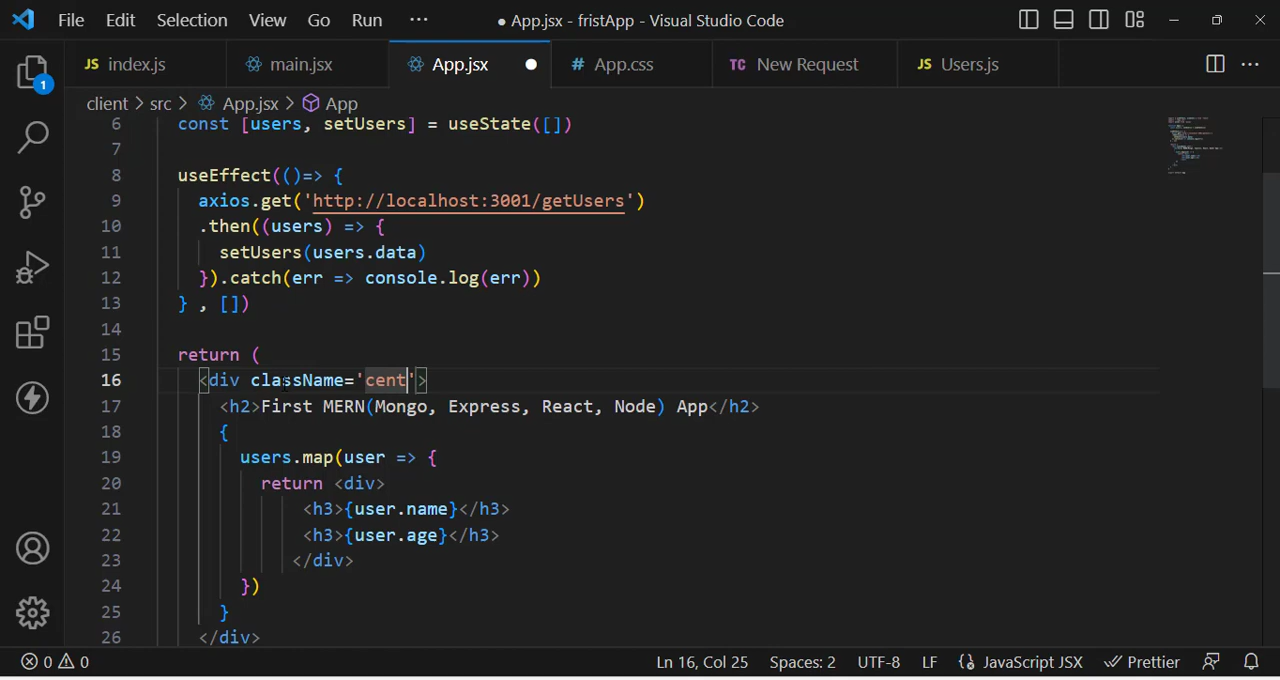 File Edit Selection View Go Run ··· ● App.jsx - fristApp - Visual Studio Code
JS index.js main.jsx App.jsx # App.css TC New Request JS Users.js ···
1
client > src > App.jsx > App
6 const [users, setUsers] = useState([])
7
8 useEffect(()=> {
9 axios.get('http://localhost:3001/getUsers')
10 .then((users) => {
11 setUsers(users.data)
12 }).catch(err => console.log(err))
13 } , [])
14
15 return (
16 <div className='cent'>
17 <h2>First MERN(Mongo, Express, React, Node) App</h2>
18 {
19 users.map(user => {
20 return <div>
21 <h3>{user.name}</h3>
22 <h3>{user.age}</h3>
23 </div>
24 })
25 }
26 </div>
0 0 Ln 16, Col 25 Spaces: 2 UTF-8 LF JavaScript JSX Prettier